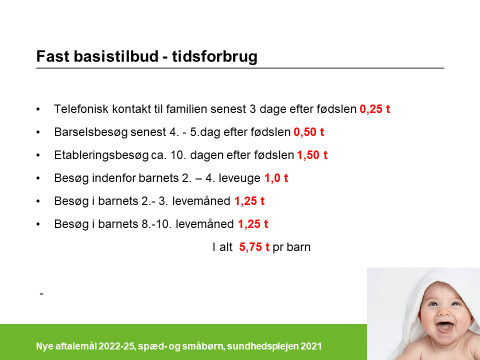 Fast basistilbud - tidsforbrug
• Telefonisk kontakt til familien senest 3 dage efter fødslen 0,25 t
• Barselsbesøg senest 4. - 5.dag efter fødslen 0,50 t
• Etableringsbesøg ca. 10. dagen efter fødslen 1,50 t
• Besøg indenfor barnets 2. – 4. leveuge 1,0 t
• Besøg i barnets 2.- 3. levemåned 1,25 t
• Besøg i barnets 8.-10. levemåned 1,25 t
I alt 5,75 t pr barn
-
Nye aftalemål 2022-25, spæd- og småbørn, sundhedsplejen 2021